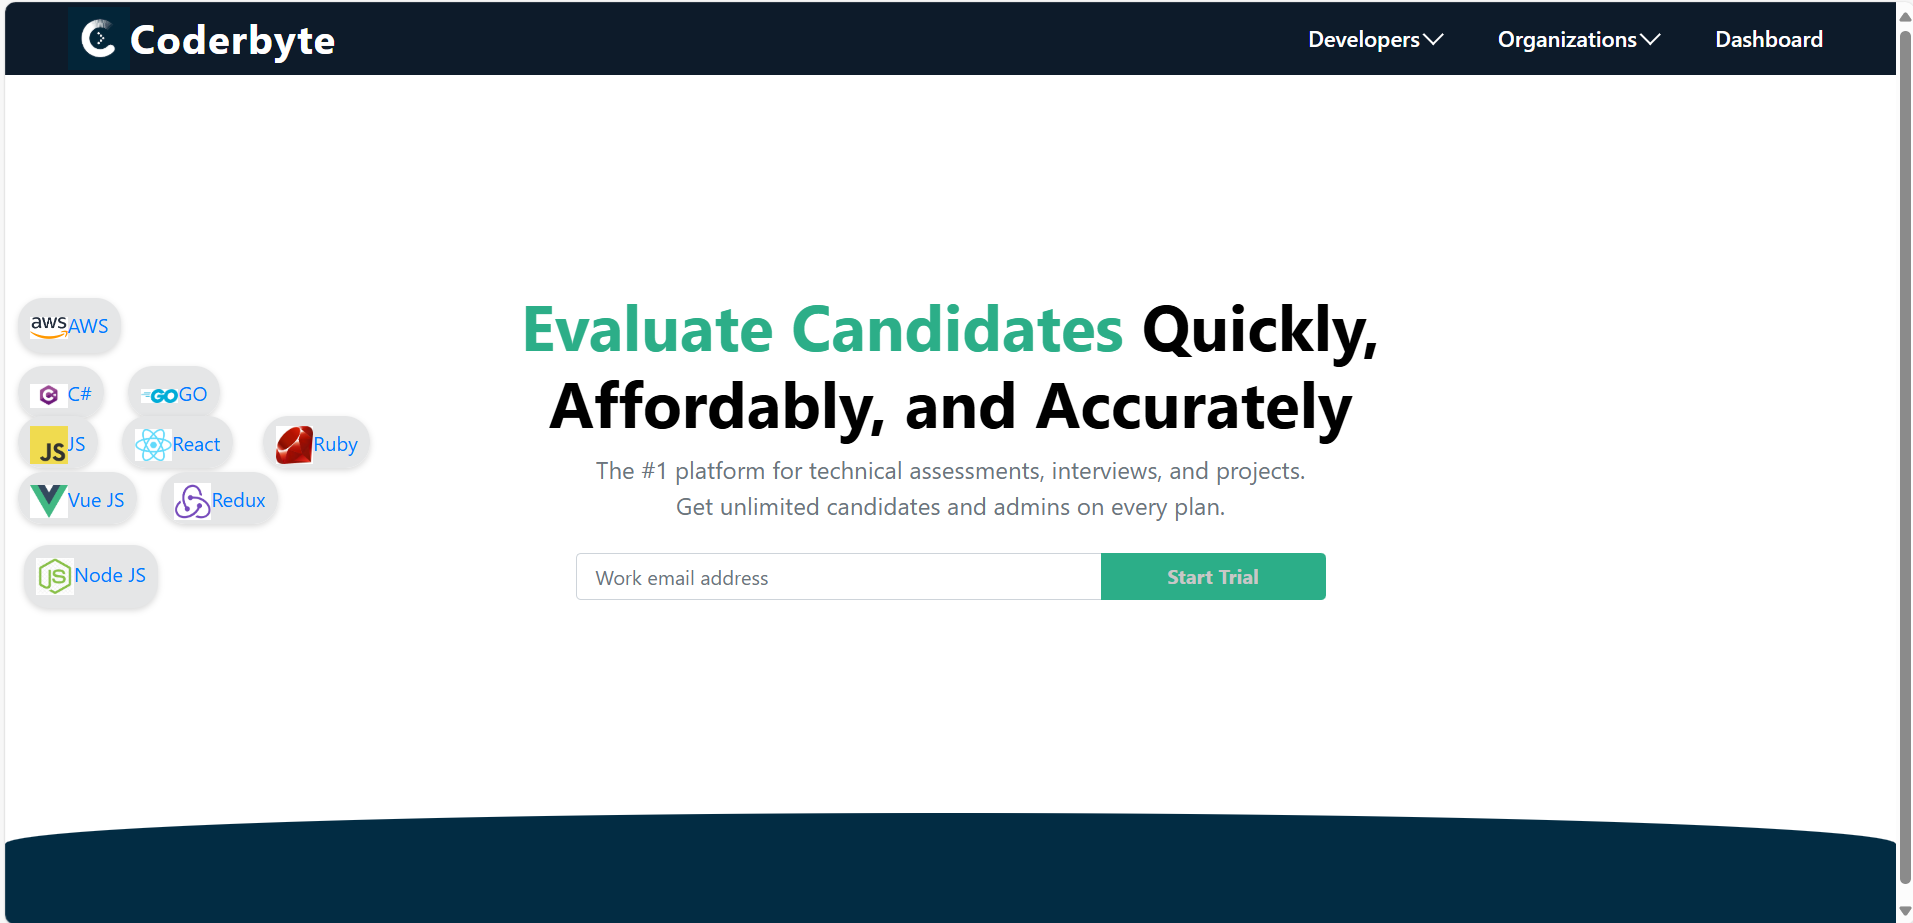 Coderbyte
Developers
Organizations
Dashboard
aws AWS
C# GO GO
JS JS React Ruby
Vue JS Redux
JS Node JS
Evaluate Candidates Quickly,
Affordably, and Accurately
The #1 platform for technical assessments, interviews, and projects.
Get unlimited candidates and admins on every plan.
Work email address
Start Trial